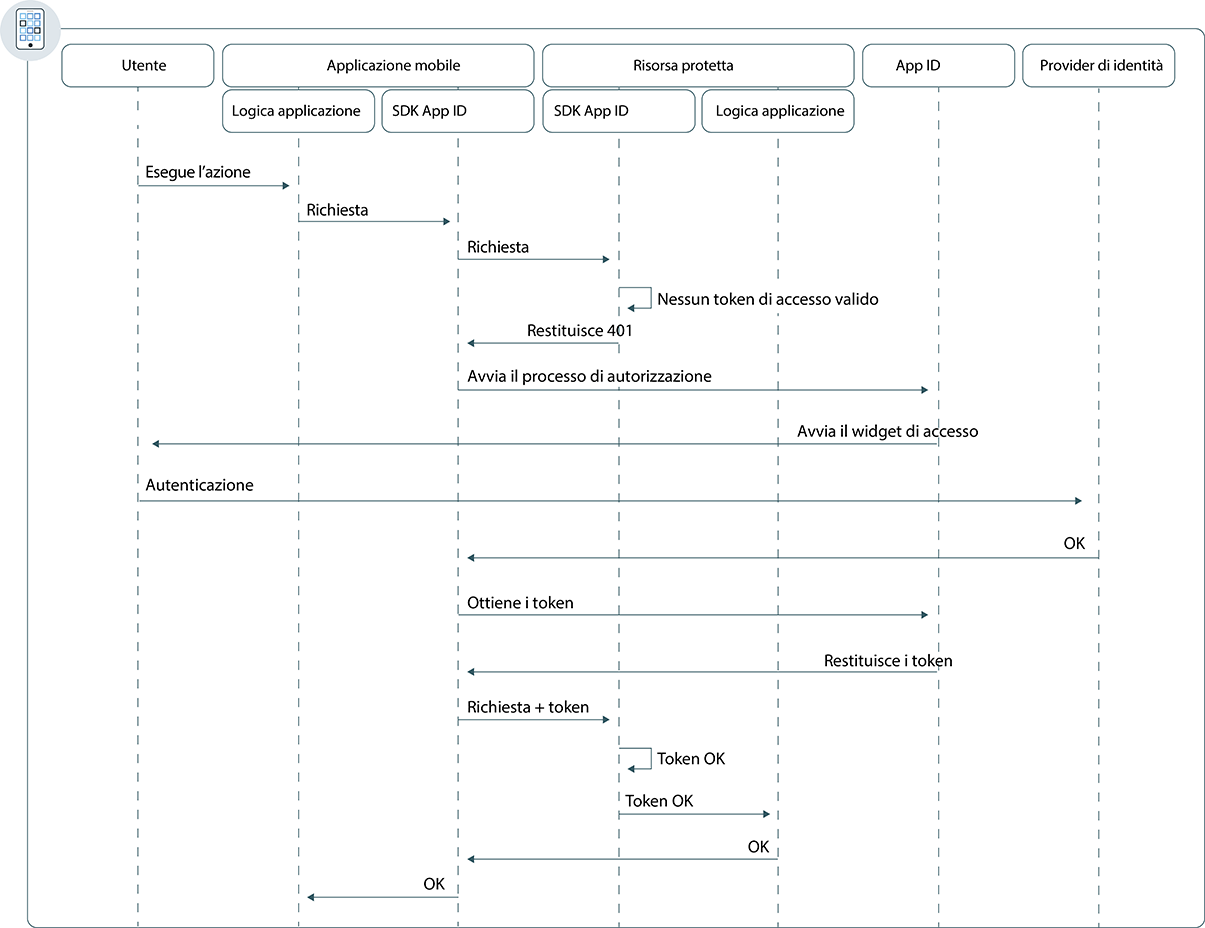 Utente
Applicazione mobile
Risorsa protetta
App ID
Provider di identità
Logica applicazione
SDK App ID
SDK App ID
Logica applicazione
Esegue l’azione
Richiesta
Richiesta
Nessun token di accesso valido
Restituisce 401
Avvia il processo di autorizzazione
Avvia il widget di accesso
Autenticazione
OK
Ottiene i token
Restituisce i token
Richiesta + token
Token OK
Token OK
OK
OK